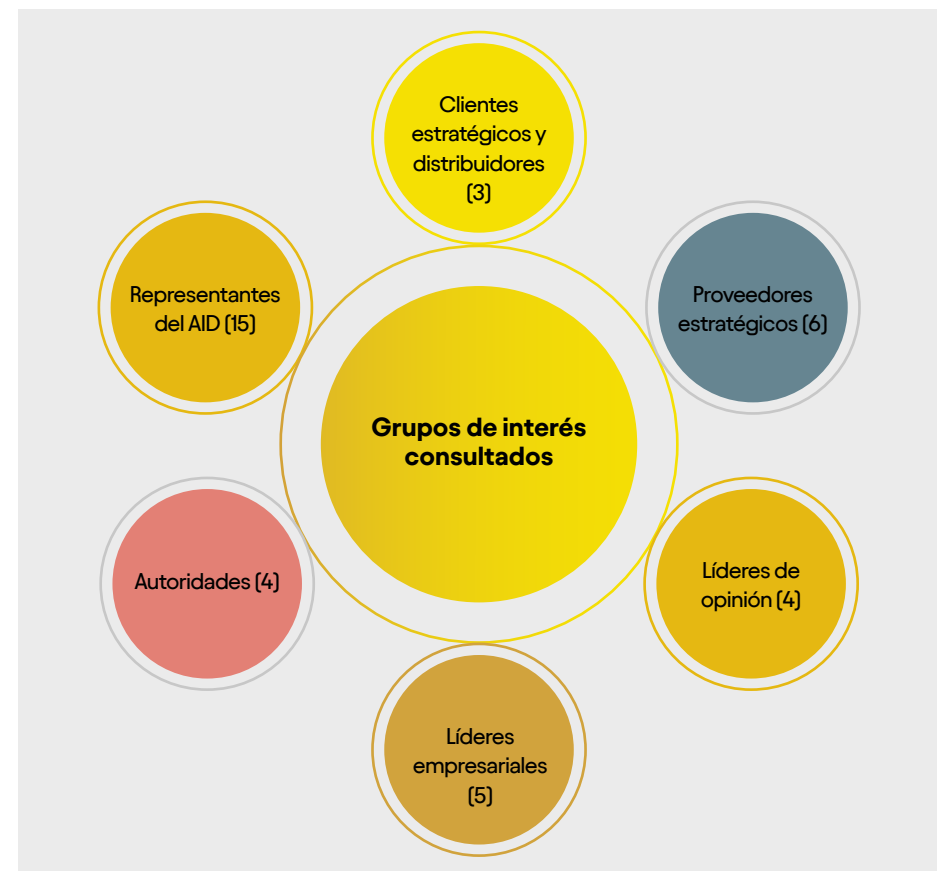 Clientes
estratégicos y
distribuidores
(3)
Representantes
del AID (15)
Proveedores
estratégicos (6)
Grupos de interés
consultados
Autoridades (4)
Líderes de
opinión (4)
Líderes
empresariales
(5)